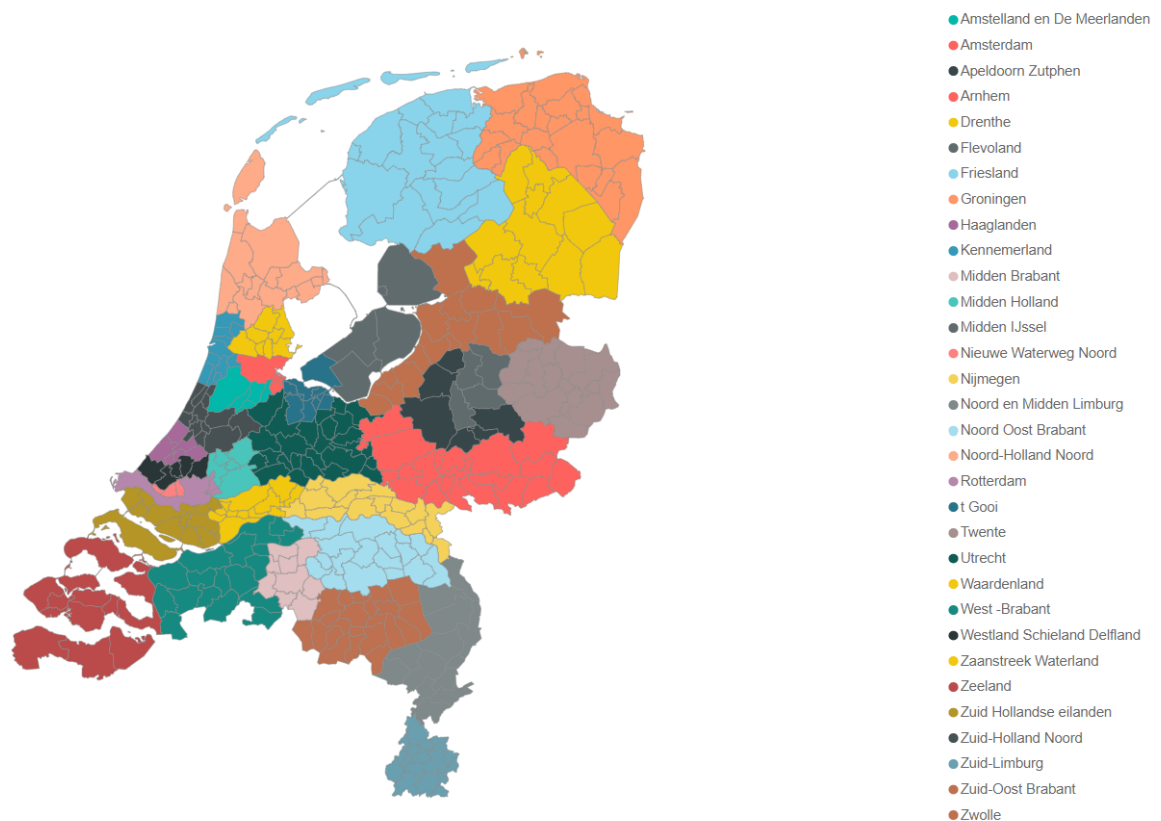 Amstelland en De Meerlanden
Amsterdam
Apeldoorn Zutphen
Arnhem
Drenthe
Flevoland
Friesland
Groningen
Haaglanden
Kennemerland
Midden Brabant
Midden Holland
Midden IJssel
Nieuwe Waterweg Noord
Nijmegen
Noord en Midden Limburg
Noord Oost Brabant
Noord-Holland Noord
Rotterdam
t Gooi
Twente
Utrecht
Waardenland
West -Brabant
Westland Schieland Delfland
Zaanstreek Waterland
Zeeland
Zuid Hollandse eilanden
Zuid-Holland Noord
Zuid-Limburg
Zuid-Oost Brabant
Zwolle